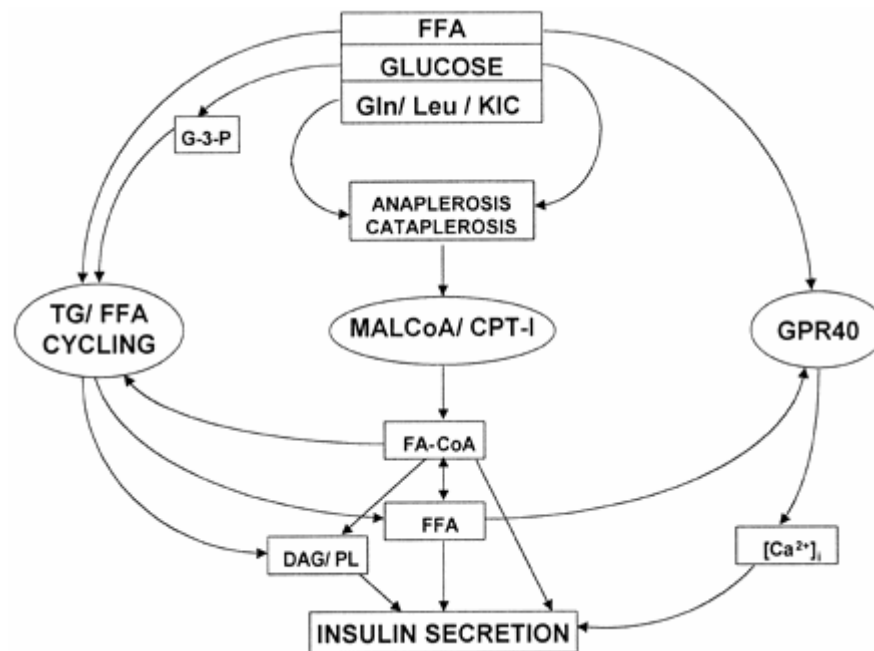 FFA
GLUCOSE
Gln/ Leu / KIC
G-3-P
ANAPLEROSIS
CATAPLEROSIS
TG/ FFA
CYCLING
MALCoA/ CPT-I
GPR40
FA-CoA
FFA
DAG/ PL
[Ca²⁺]ᵢ
INSULIN SECRETION